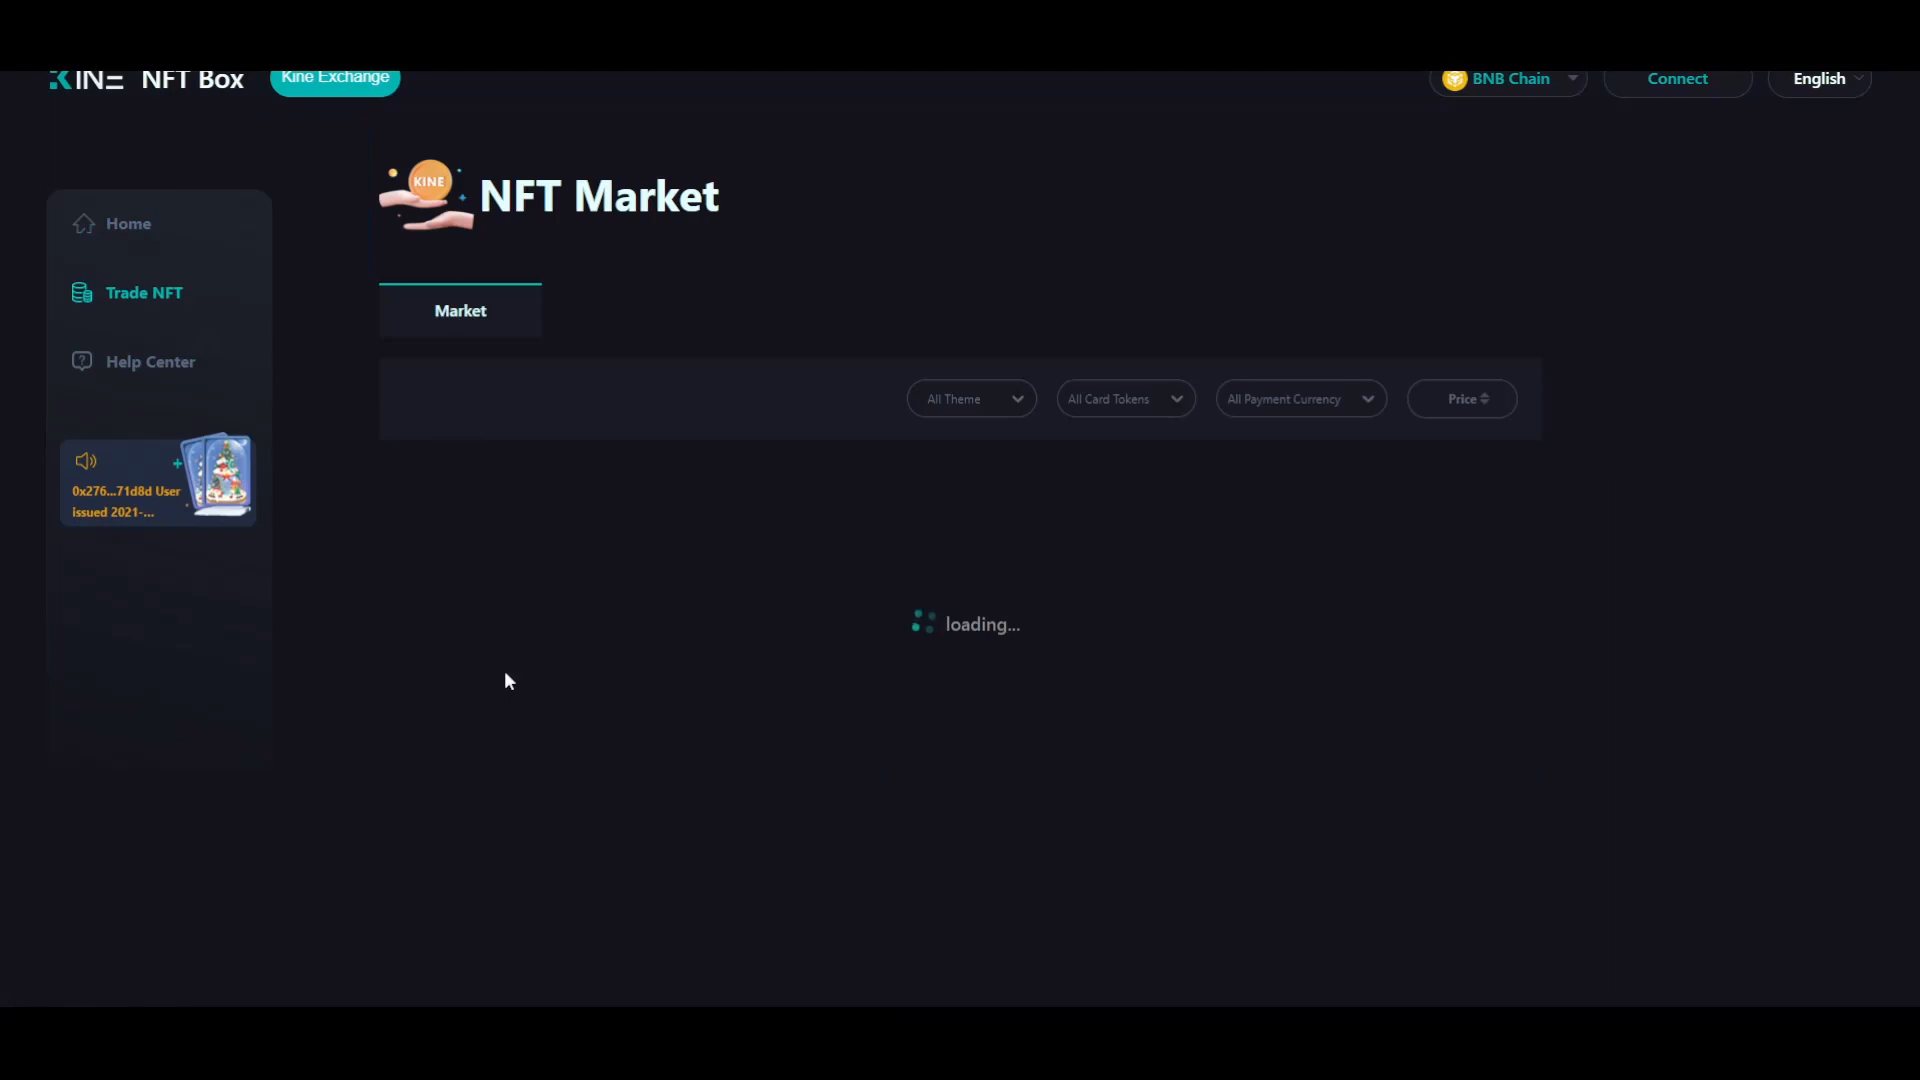 KINE NFT Box Kine Exchange BNB Chain Connect English
KINE NFT Market
Home
Trade NFT
Market
Help Center
All Theme All Card Tokens All Payment Currency Price
0x276...71d8d User
issued 2021-...
loading...